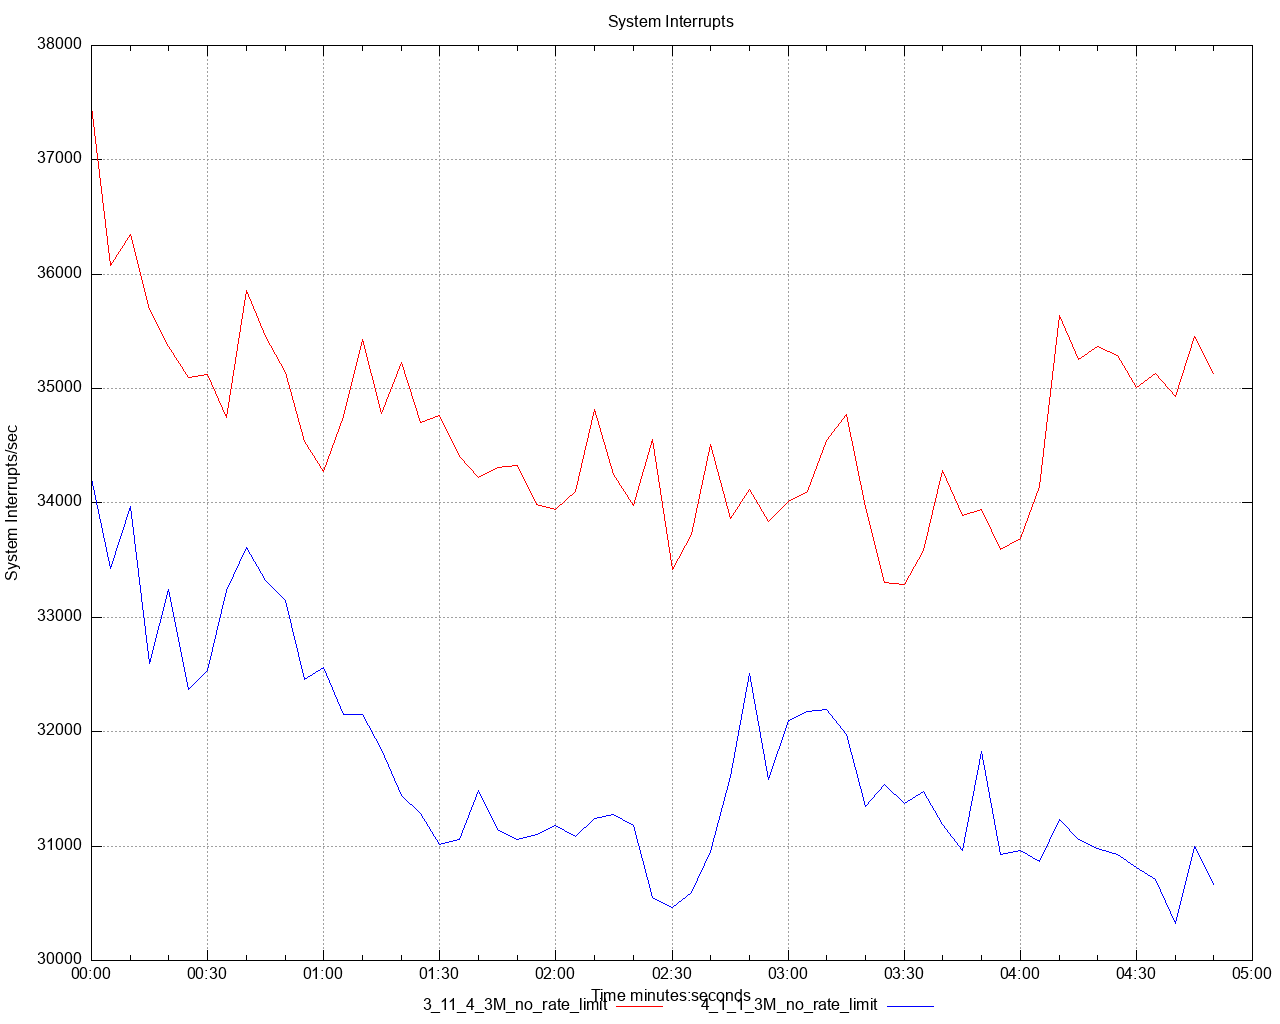 System Interrupts
38000
37000
36000
35000
34000
33000
32000
31000
30000
System Interrupts/sec
00:00 00:30 01:00 01:30 02:00 02:30 03:00 03:30 04:00 04:30 05:00
Time minutes:seconds
3_11_4_3M_no_rate_limit 4_1_1_3M_no_rate_limit